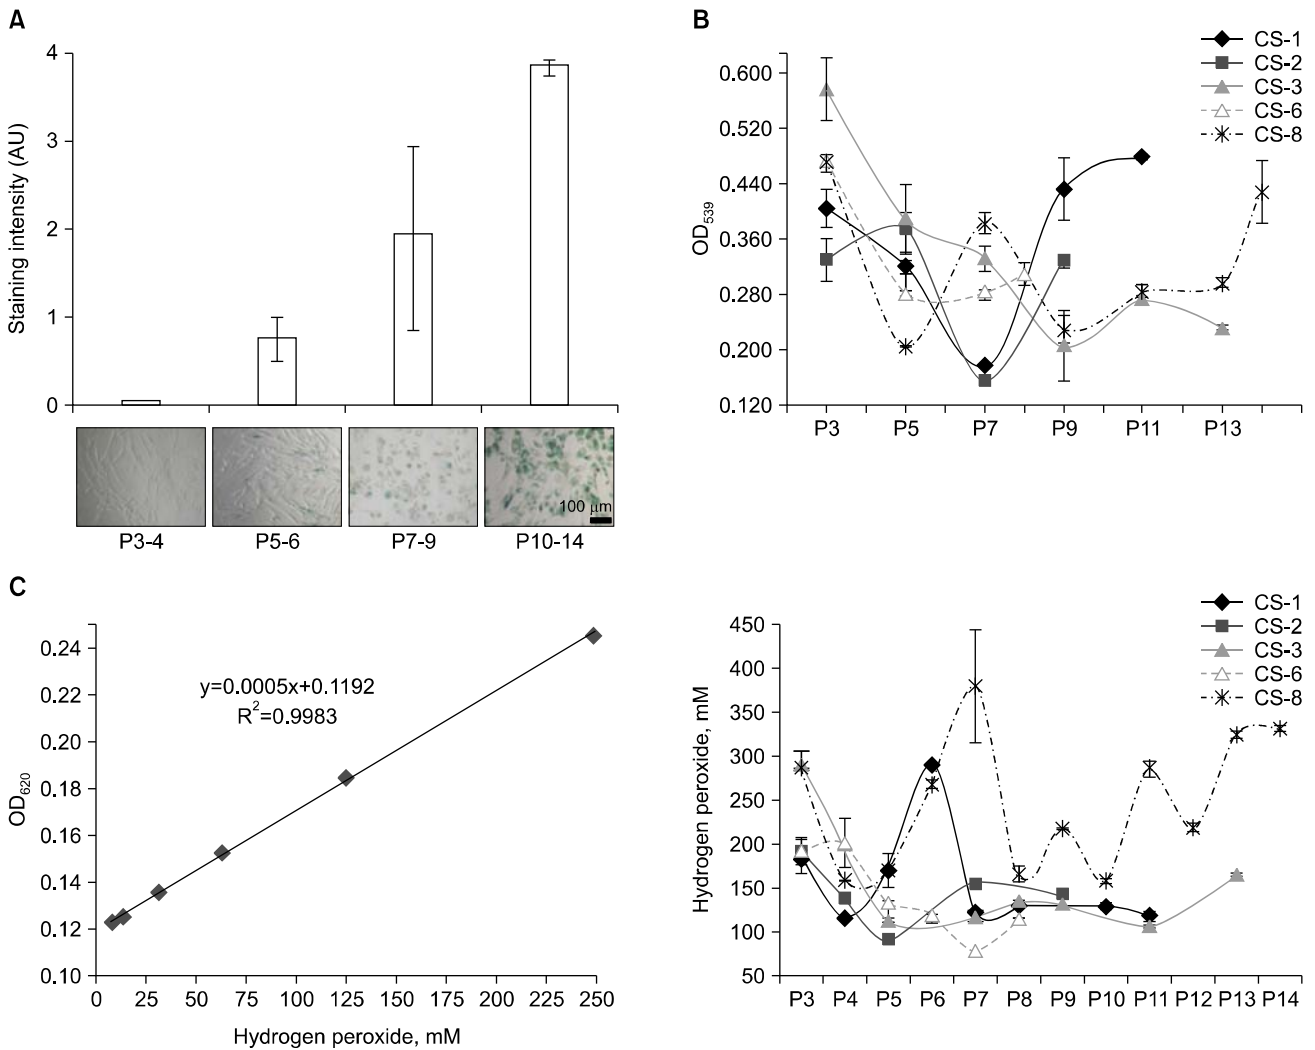 A
Staining intensity (AU)
4
3
2
1
0
100 μm
P3-4 P5-6 P7-9 P10-14
B
OD539
0.600
0.520
0.440
0.360
0.280
0.200
0.120
P3 P5 P7 P9 P11 P13
CS-1
CS-2
CS-3
CS-6
CS-8
C
OD620
0.24
0.22
0.20
0.18
0.16
0.14
0.12
0.10
y=0.0005x+0.1192
R2=0.9983
0 25 50 75 100 125 150 175 200 225 250
Hydrogen peroxide, mM
Hydrogen peroxide, mM
450
400
350
300
250
200
150
100
50
P3 P4 P5 P6 P7 P8 P9 P10 P11 P12 P13 P14
CS-1
CS-2
CS-3
CS-6
CS-8